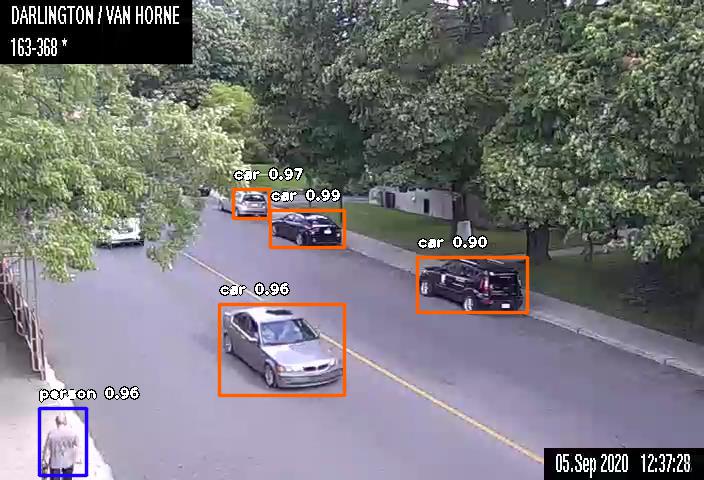 DARLINGTON / VAN HORNE
163-368 *
car 0.97
car 0.99
car 0.90
car 0.96
person 0.96
05.Sep 2020 12:37:28